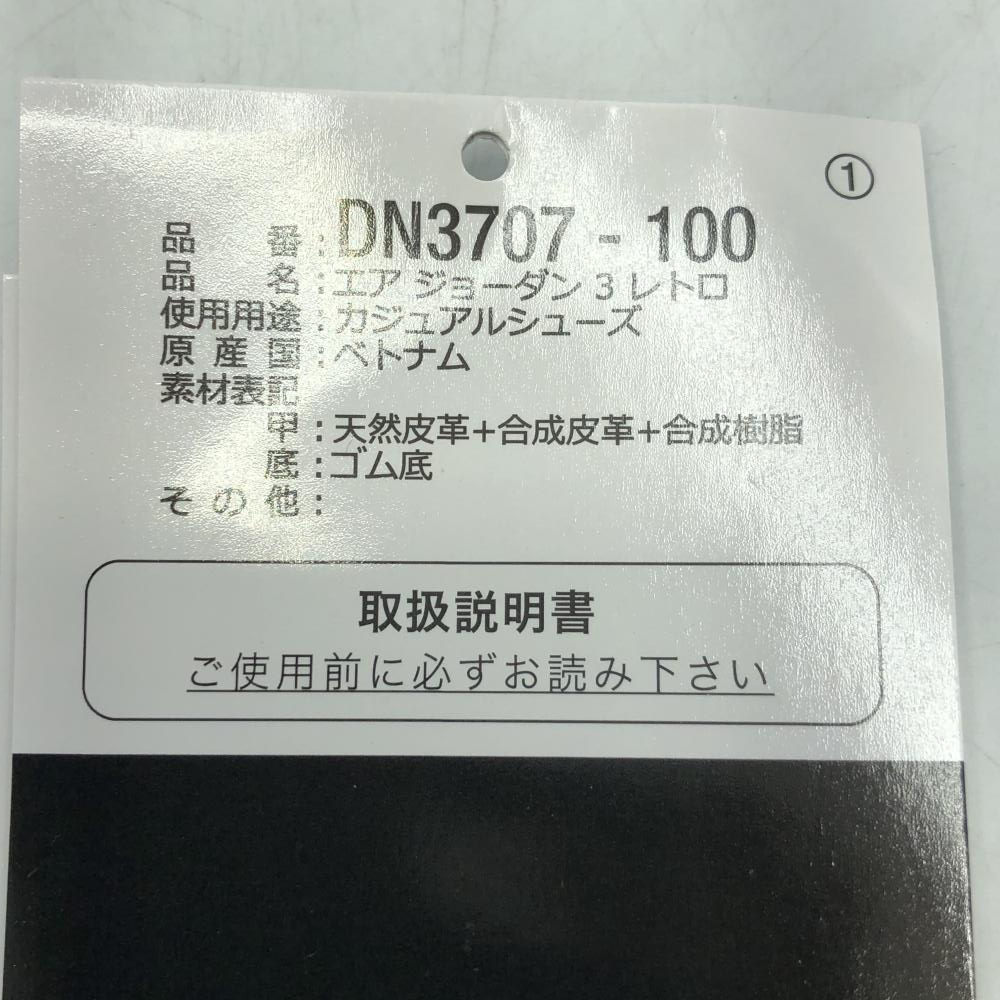 ①
品番：DN3707 - 100
品名：エア ジョーダン 3 レトロ
使用用途：カジュアルシューズ
原産国：ベトナム
素材表記
甲：天然皮革+合成皮革+合成樹脂
底：ゴム底
その他：
取扱説明書
ご使用前に必ずお読み下さい